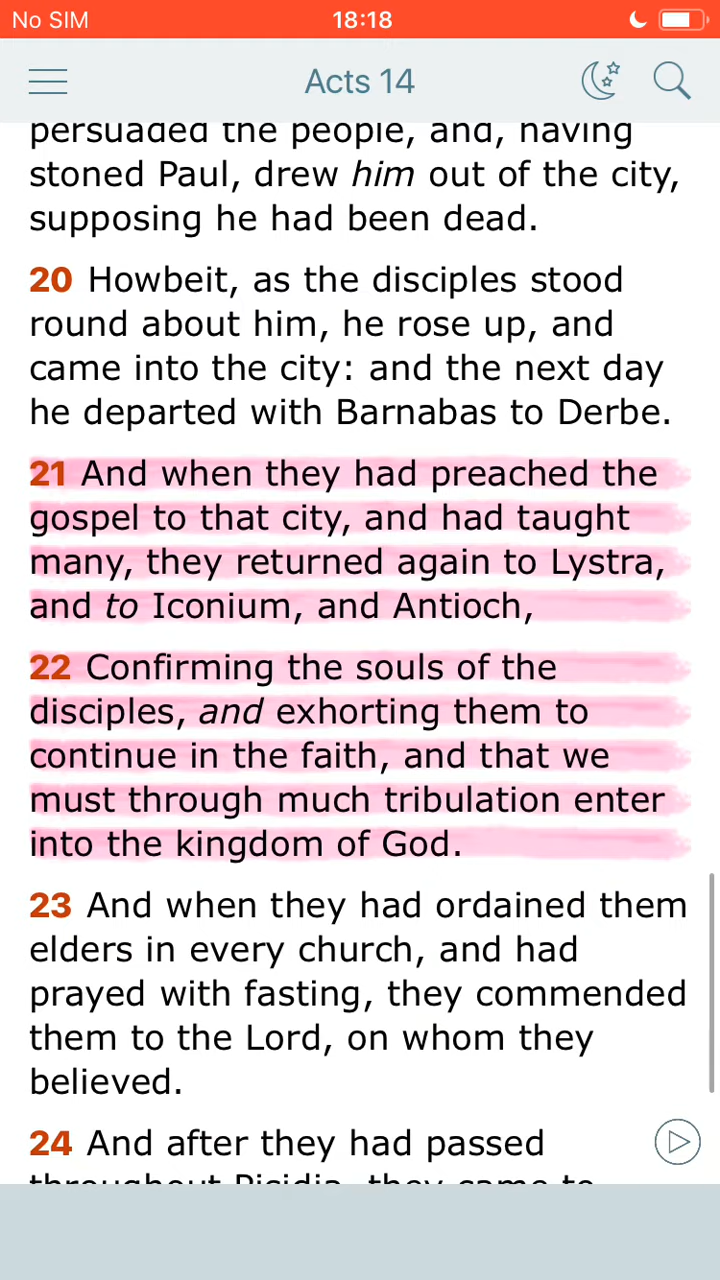 No SIM 18:18
Acts 14
persuaded the people, and, having
stoned Paul, drew him out of the city,
supposing he had been dead.
20 Howbeit, as the disciples stood
round about him, he rose up, and
came into the city: and the next day
he departed with Barnabas to Derbe.
21 And when they had preached the
gospel to that city, and had taught
many, they returned again to Lystra,
and to Iconium, and Antioch,
22 Confirming the souls of the
disciples, and exhorting them to
continue in the faith, and that we
must through much tribulation enter
into the kingdom of God.
23 And when they had ordained them
elders in every church, and had
prayed with fasting, they commended
them to the Lord, on whom they
believed.
24 And after they had passed
throughout Pisidia, they came to